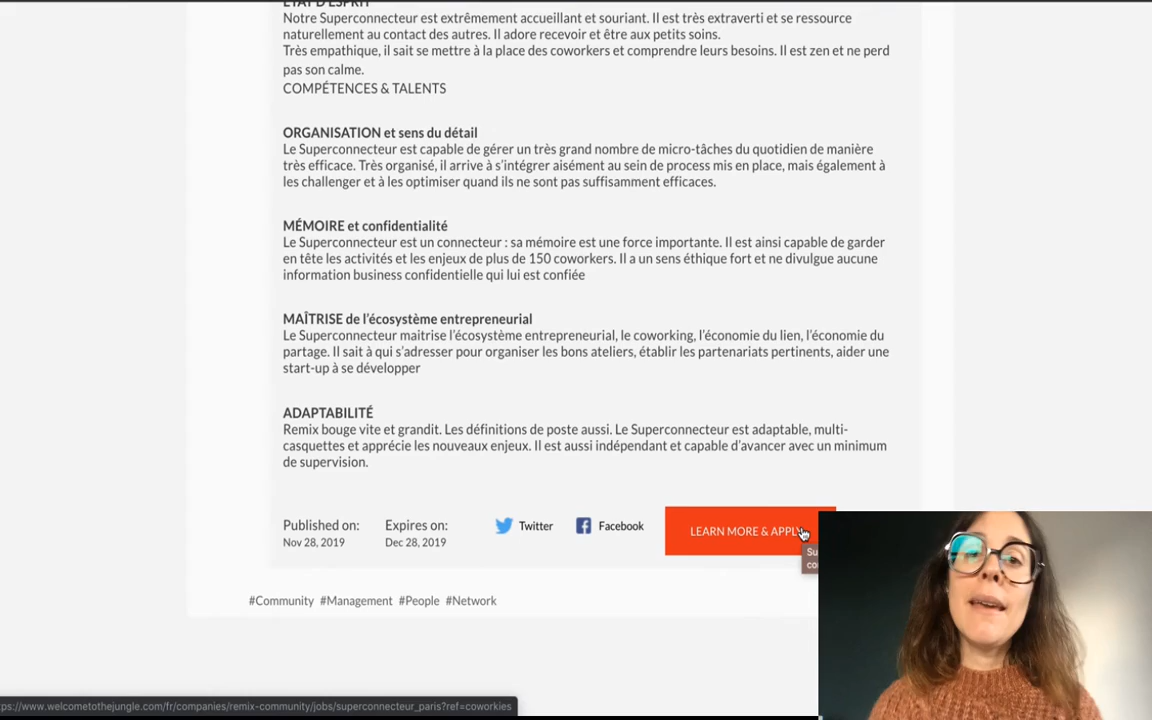 ÉTAT D'ESPRIT
Notre Superconnecteur est extrêmement accueillant et souriant. Il est très extraverti et se ressource
naturellement au contact des autres. Il adore recevoir et être aux petits soins.
Très empathique, il sait se mettre à la place des coworkers et comprendre leurs besoins. Il est zen et ne perd
pas son calme.
COMPÉTENCES & TALENTS
ORGANISATION et sens du détail
Le Superconnecteur est capable de gérer un très grand nombre de micro-tâches du quotidien de manière
très efficace. Très organisé, il arrive à s'intégrer aisément au sein de process mis en place, mais également à
les challenger et à les optimiser quand ils ne sont pas suffisamment efficaces.
MÉMOIRE et confidentialité
Le Superconnecteur est un connecteur : sa mémoire est une force importante. Il est ainsi capable de garder
en tête les activités et les enjeux de plus de 150 coworkers. Il a un sens éthique fort et ne divulgue aucune
information business confidentielle qui lui est confiée
MAÎTRISE de l'écosystème entrepreneurial
Le Superconnecteur maitrise l'écosystème entrepreneurial, le coworking, l'économie du lien, l'économie du
partage. Il sait à qui s'adresser pour organiser les bons ateliers, établir les partenariats pertinents, aider une
start-up à se développer
ADAPTABILITÉ
Remix bouge vite et grandit. Les définitions de poste aussi. Le Superconnecteur est adaptable, multi-
casquettes et apprécie les nouveaux enjeux. Il est aussi indépendant et capable d'avancer avec un minimum
de supervision.
Published on: Expires on: Twitter Facebook LEARN MORE & APPLY
Nov 28, 2019 Dec 28, 2019
Su
co
#Community #Management #People #Network
tps://www.welcometothejungle.com/fr/companies/remix-community/jobs/superconnecteur_paris?ref=coworkies